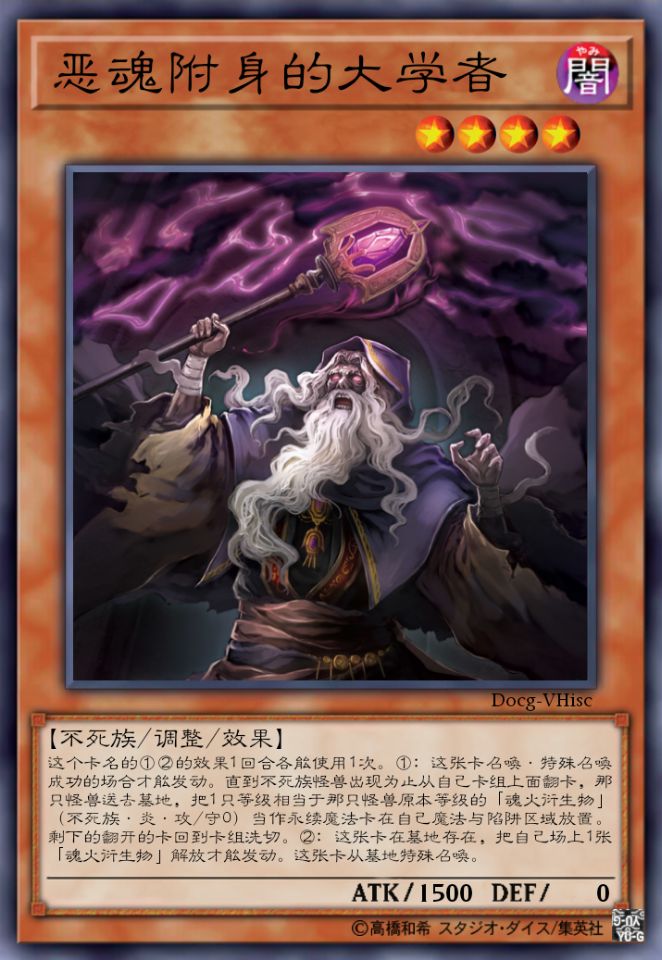 恶魂附身的大学者
やみ
闇
Docg-VHisc
【不死族/调整/效果】
这个卡名的①②的效果1回合各能使用1次。①：这张卡召唤·特殊召唤
成功的场合才能发动。直到不死族怪兽出现为止从自己卡组上面翻卡，那
只怪兽送去墓地，把1只等级相当于那只怪兽原本等级的「魂火衍生物」
（不死族·炎·攻/守0）当作永续魔法卡在自己魔法与陷阱区域放置。
剩下的翻开的卡回到卡组洗切。②：这张卡在墓地存在，把自己场上1张
「魂火衍生物」解放才能发动。这张卡从墓地特殊召唤。
ATK/1500 DEF/ 0
©高橋和希 スタジオ・ダイス/集英社